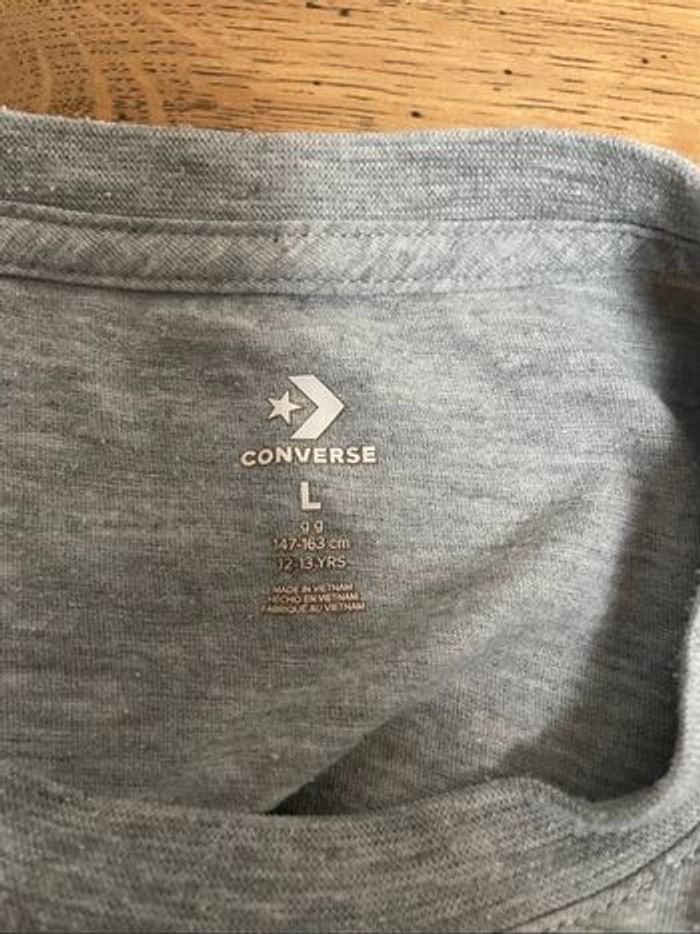 CONVERSE
L
g g
147-163 cm
12-13 YRS
MADE IN VIETNAM
HECHO EN VIETNAM
FABRIQUÉ AU VIETNAM